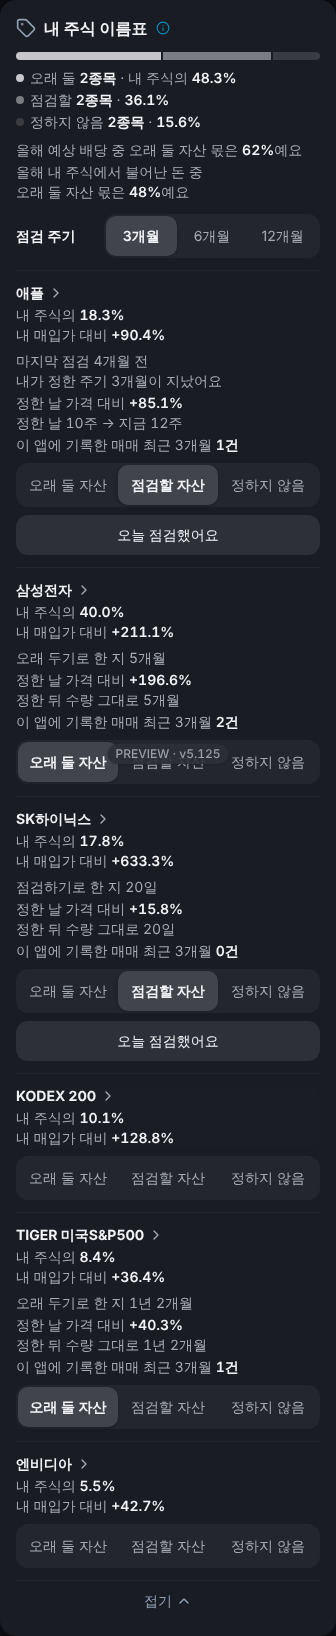 내 주식 이름표
오래 둘 2종목 · 내 주식의 48.3%
점검할 2종목 · 36.1%
정하지 않음 2종목 · 15.6%
올해 예상 배당 중 오래 둘 자산 몫은 62%예요
올해 내 주식에서 불어난 돈 중
오래 둘 자산 몫은 48%예요
점검 주기 3개월 6개월 12개월
애플
내 주식의 18.3%
내 매입가 대비 +90.4%
마지막 점검 4개월 전
내가 정한 주기 3개월이 지났어요
정한 날 가격 대비 +85.1%
정한 날 10주 → 지금 12주
이 앱에 기록한 매매 최근 3개월 1건
오래 둘 자산 점검할 자산 정하지 않음
오늘 점검했어요
삼성전자
내 주식의 40.0%
내 매입가 대비 +211.1%
오래 두기로 한 지 5개월
정한 날 가격 대비 +196.6%
정한 뒤 수량 그대로 5개월
이 앱에 기록한 매매 최근 3개월 2건
PREVIEW · v5.125
오래 둘 자산 정하지 않음
SK하이닉스
내 주식의 17.8%
내 매입가 대비 +633.3%
점검하기로 한 지 20일
정한 날 가격 대비 +15.8%
정한 뒤 수량 그대로 20일
이 앱에 기록한 매매 최근 3개월 0건
오래 둘 자산 점검할 자산 정하지 않음
오늘 점검했어요
KODEX 200
내 주식의 10.1%
내 매입가 대비 +128.8%
오래 둘 자산 점검할 자산 정하지 않음
TIGER 미국S&P500
내 주식의 8.4%
내 매입가 대비 +36.4%
오래 두기로 한 지 1년 2개월
정한 날 가격 대비 +40.3%
정한 뒤 수량 그대로 1년 2개월
이 앱에 기록한 매매 최근 3개월 1건
오래 둘 자산 점검할 자산 정하지 않음
엔비디아
내 주식의 5.5%
내 매입가 대비 +42.7%
오래 둘 자산 점검할 자산 정하지 않음
접기